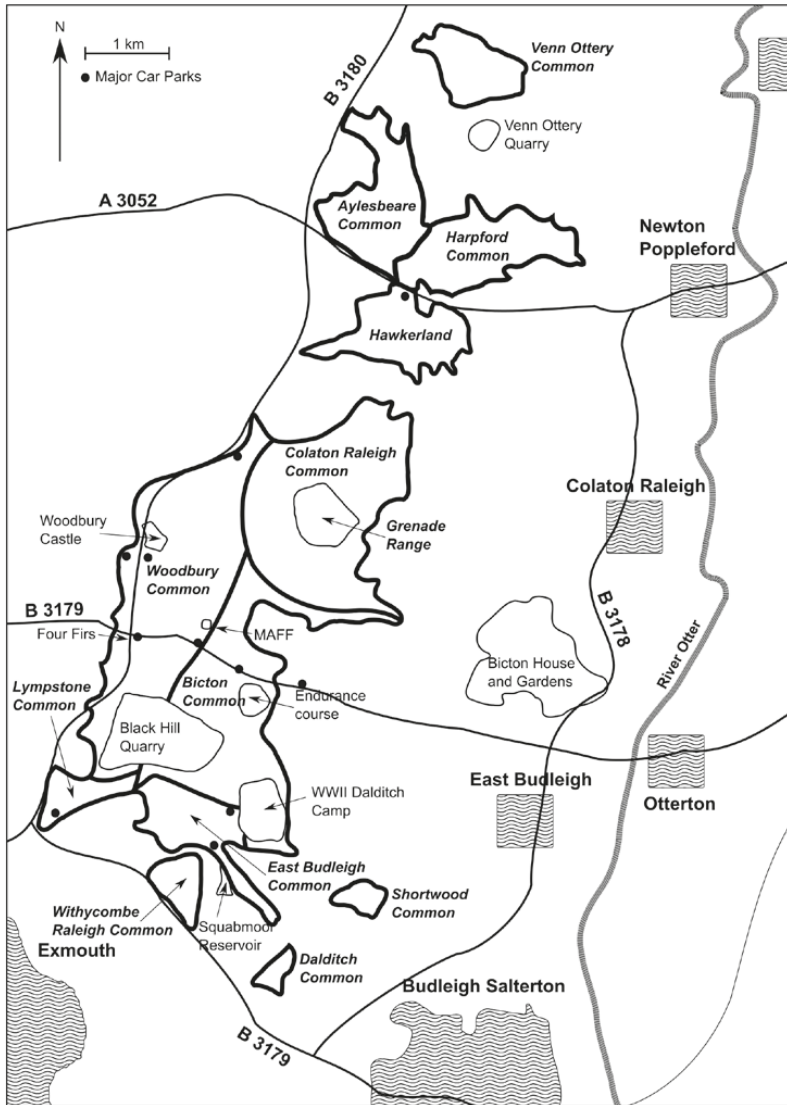 N
1 km
Major Car Parks
B 3180
Venn Ottery
Common
Venn Ottery
Quarry
A 3052
Aylesbeare
Common
Harpford
Common
Newton
Poppleford
Hawkerland
Colaton Raleigh
Common
Grenade
Range
Colaton Raleigh
Woodbury
Castle
Woodbury
Common
B 3179
Four Firs
MAFF
B 3178
River Otter
Bicton House
and Gardens
Lympstone
Common
Bicton
Common
Endurance
course
Black Hill
Quarry
WWII Dalditch
Camp
East Budleigh
Otterton
East Budleigh
Common
Shortwood
Common
Withycombe
Raleigh Common
Squabmoor
Reservoir
Exmouth
Dalditch
Common
Budleigh Salterton
B 3179